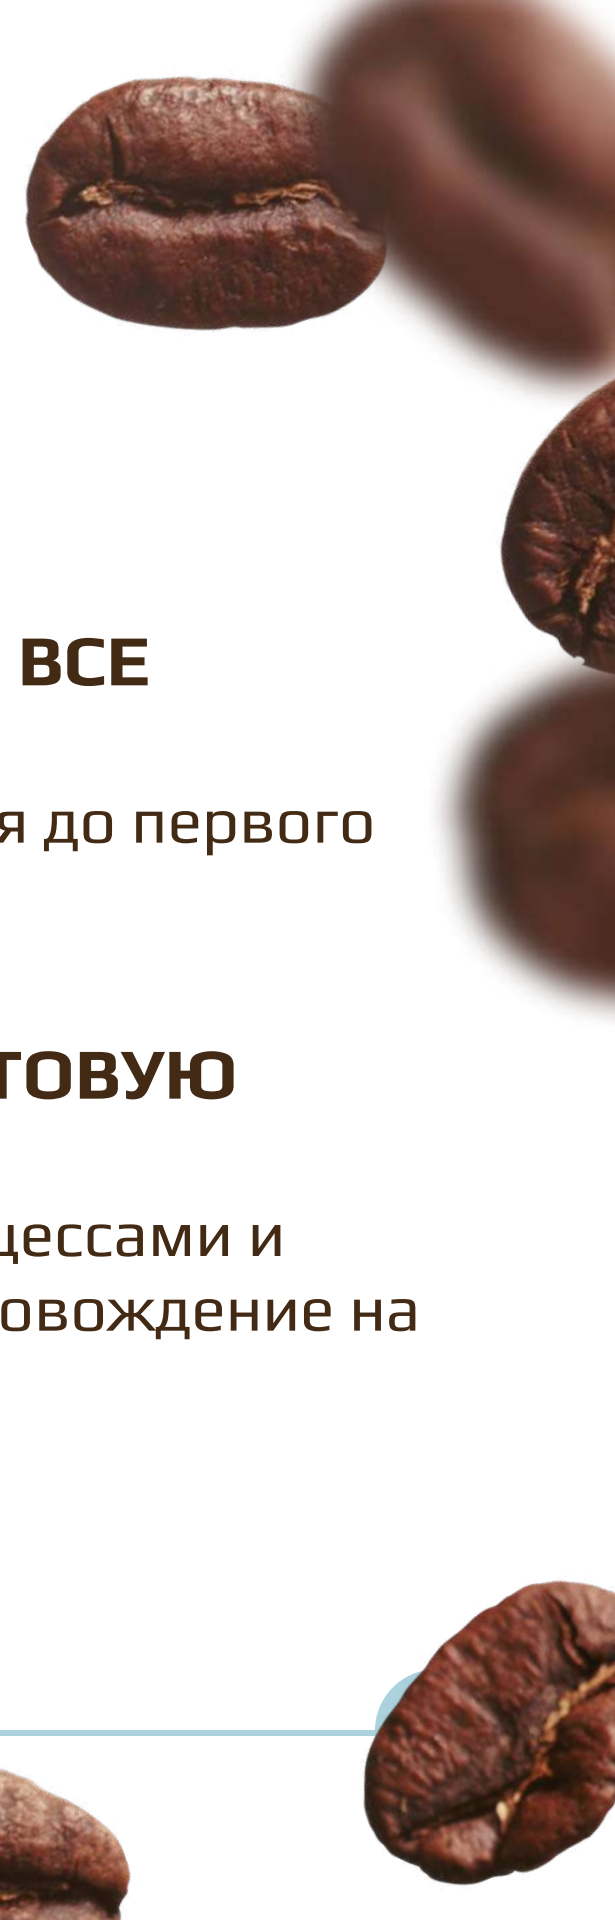 ВСЕ
я до первого
товую
цессами и
овождение на